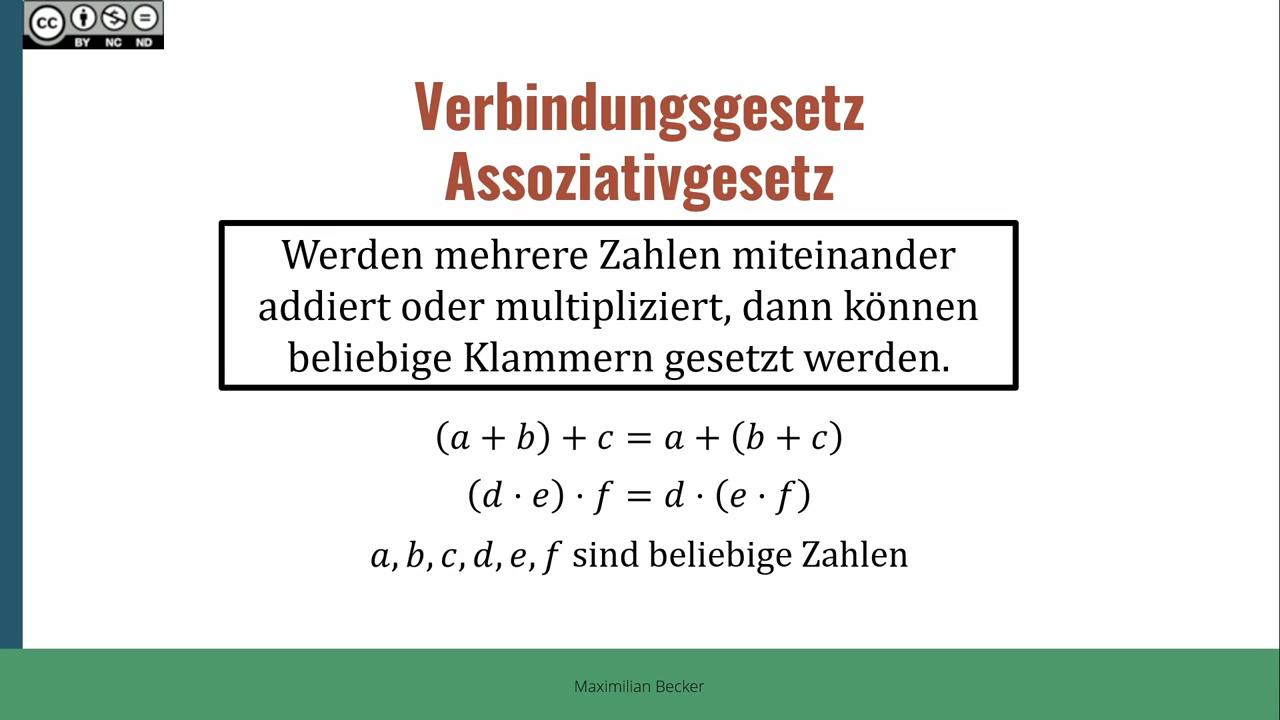 cc
BY NC ND
Verbindungsgesetz
Assoziativgesetz
Werden mehrere Zahlen miteinander
addiert oder multipliziert, dann können
beliebige Klammern gesetzt werden.
(a + b) + c = a + (b + c)
(d · e) · f = d · (e · f)
a, b, c, d, e, f sind beliebige Zahlen
Maximilian Becker